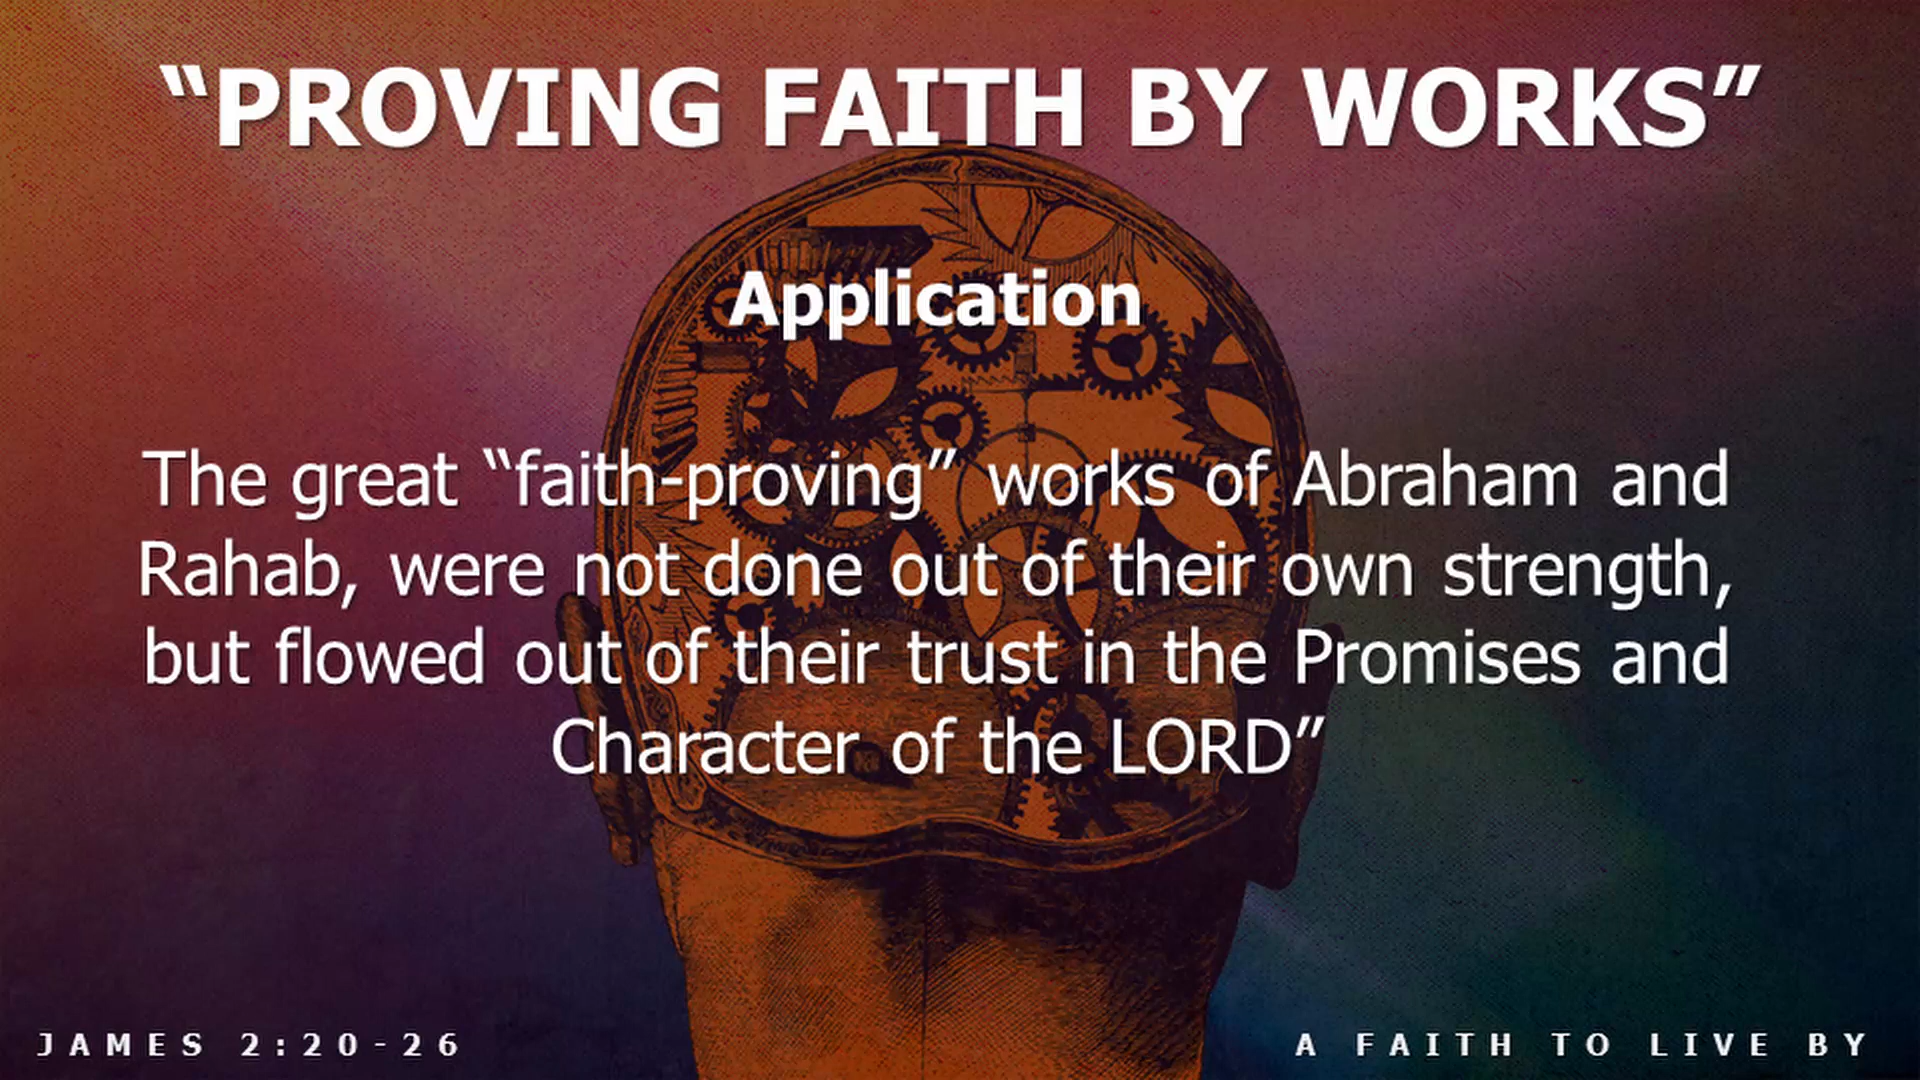 “PROVING FAITH BY WORKS”
Application
The great “faith-proving” works of Abraham and
Rahab, were not done out of their own strength,
but flowed out of their trust in the Promises and
Character of the LORD”
JAMES 2:20-26
A FAITH TO LIVE BY